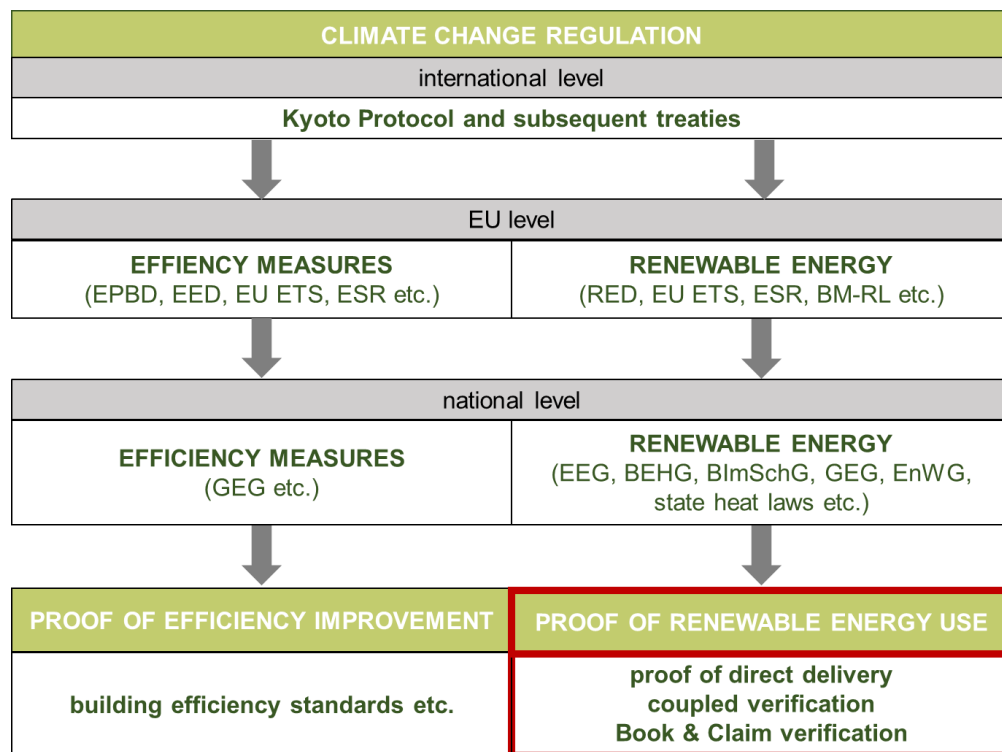 CLIMATE CHANGE REGULATION
international level
Kyoto Protocol and subsequent treaties
EU level
EFFIENCY MEASURES
(EPBD, EED, EU ETS, ESR etc.)
RENEWABLE ENERGY
(RED, EU ETS, ESR, BM-RL etc.)
national level
EFFICIENCY MEASURES
(GEG etc.)
RENEWABLE ENERGY
(EEG, BEHG, BImSchG, GEG, EnWG,
state heat laws etc.)
PROOF OF EFFICIENCY IMPROVEMENT
building efficiency standards etc.
PROOF OF RENEWABLE ENERGY USE
proof of direct delivery
coupled verification
Book & Claim verification